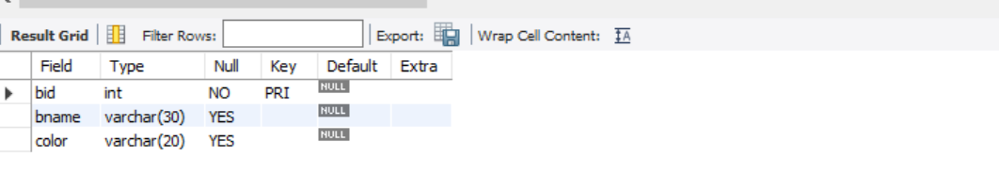 Result Grid Filter Rows: Export: Wrap Cell Content:
Field Type Null Key Default Extra
bid int NO PRI NULL
bname varchar(30) YES NULL
color varchar(20) YES NULL